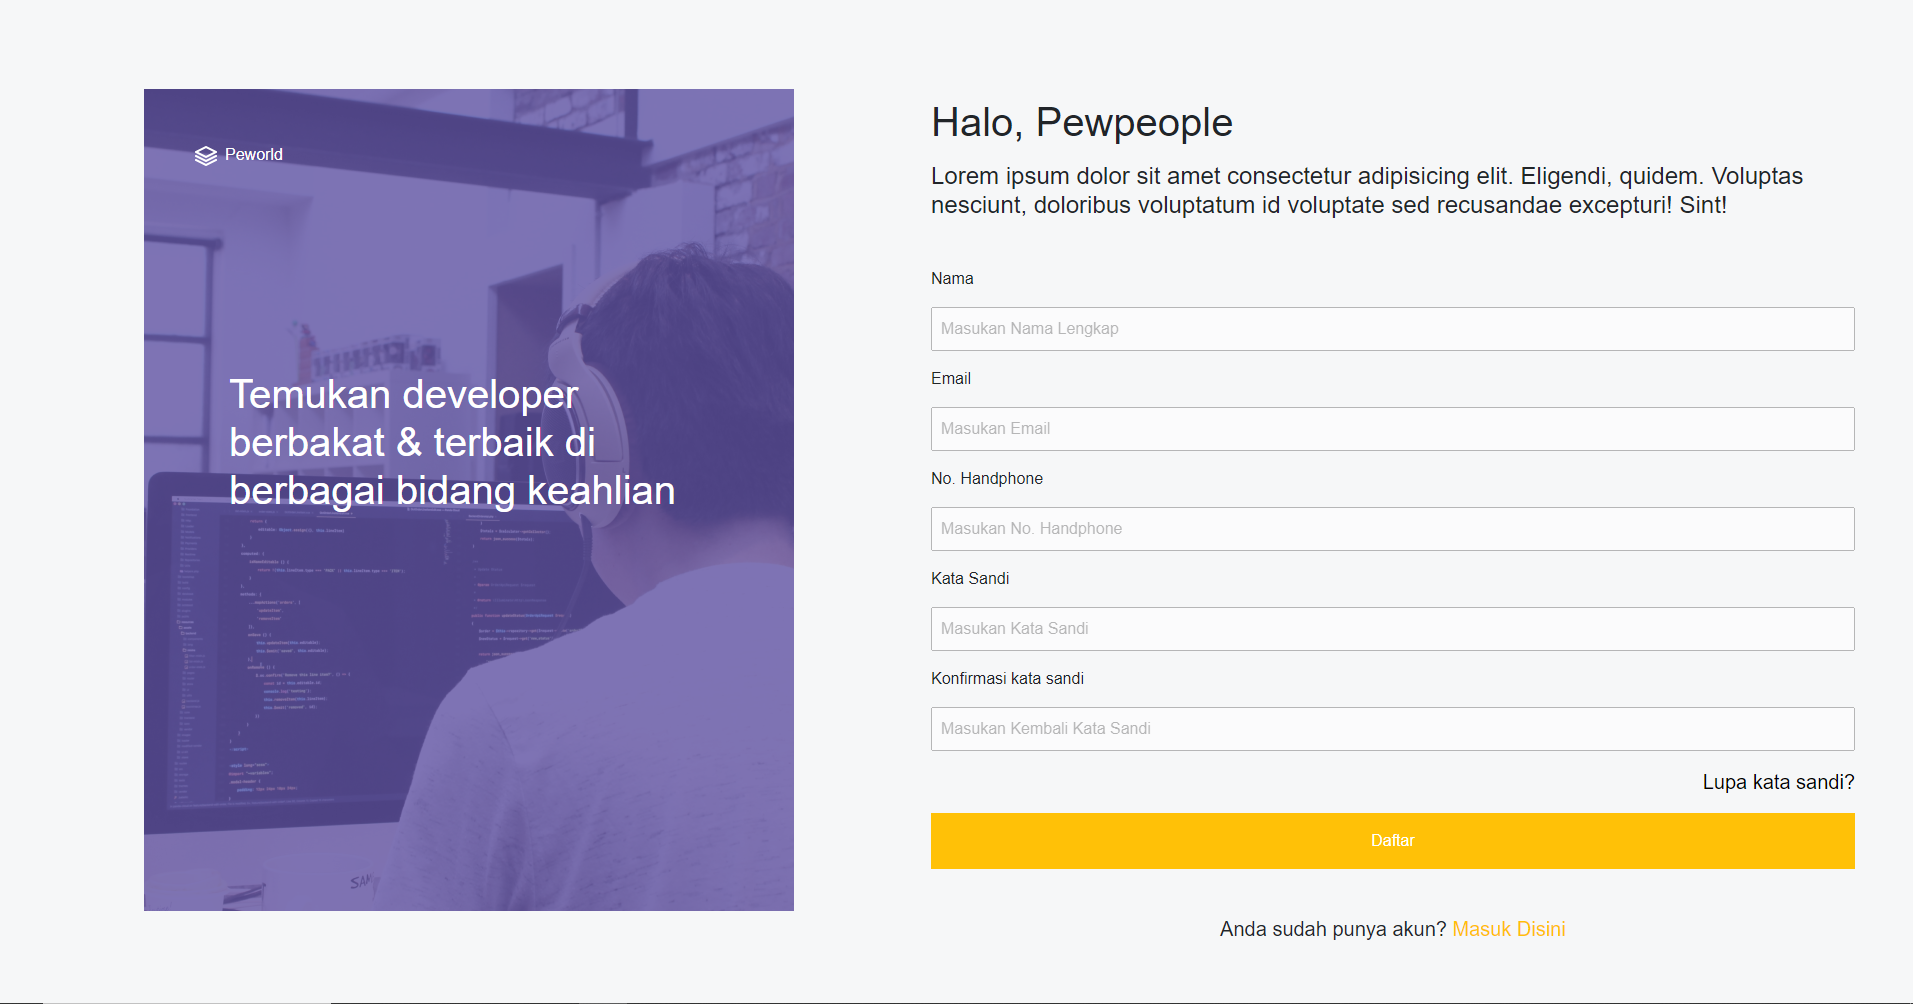 Peworld
Temukan developer
berbakat & terbaik di
berbagai bidang keahlian
Halo, Pewpeople
Lorem ipsum dolor sit amet consectetur adipisicing elit. Eligendi, quidem. Voluptas
nesciunt, doloribus voluptatum id voluptate sed recusandae excepturi! Sint!
Nama
Masukan Nama Lengkap
Email
Masukan Email
No. Handphone
Masukan No. Handphone
Kata Sandi
Masukan Kata Sandi
Konfirmasi kata sandi
Masukan Kembali Kata Sandi
Lupa kata sandi?
Daftar
Anda sudah punya akun? Masuk Disini